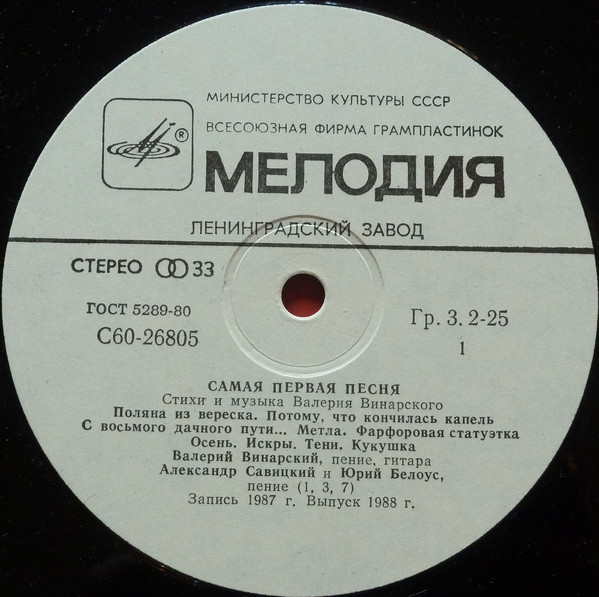 МИНИСТЕРСТВО КУЛЬТУРЫ СССР
ВСЕСОЮЗНАЯ ФИРМА ГРАМПЛАСТИНОК
®
МЕЛОДИЯ
ЛЕНИНГРАДСКИЙ ЗАВОД
СТЕРЕО 33
ГОСТ 5289-80
С60-26805
Гр. 3. 2-25
1
САМАЯ ПЕРВАЯ ПЕСНЯ
Стихи и музыка Валерия Винарского
Поляна из вереска. Потому, что кончилась капель
С восьмого дачного пути... Метла. Фарфоровая статуэтка
Осень. Искры. Тени. Кукушка
Валерий Винарский, пение, гитара
Александр Савицкий и Юрий Белоус,
пение (1, 3, 7)
Запись 1987 г. Выпуск 1988 г.